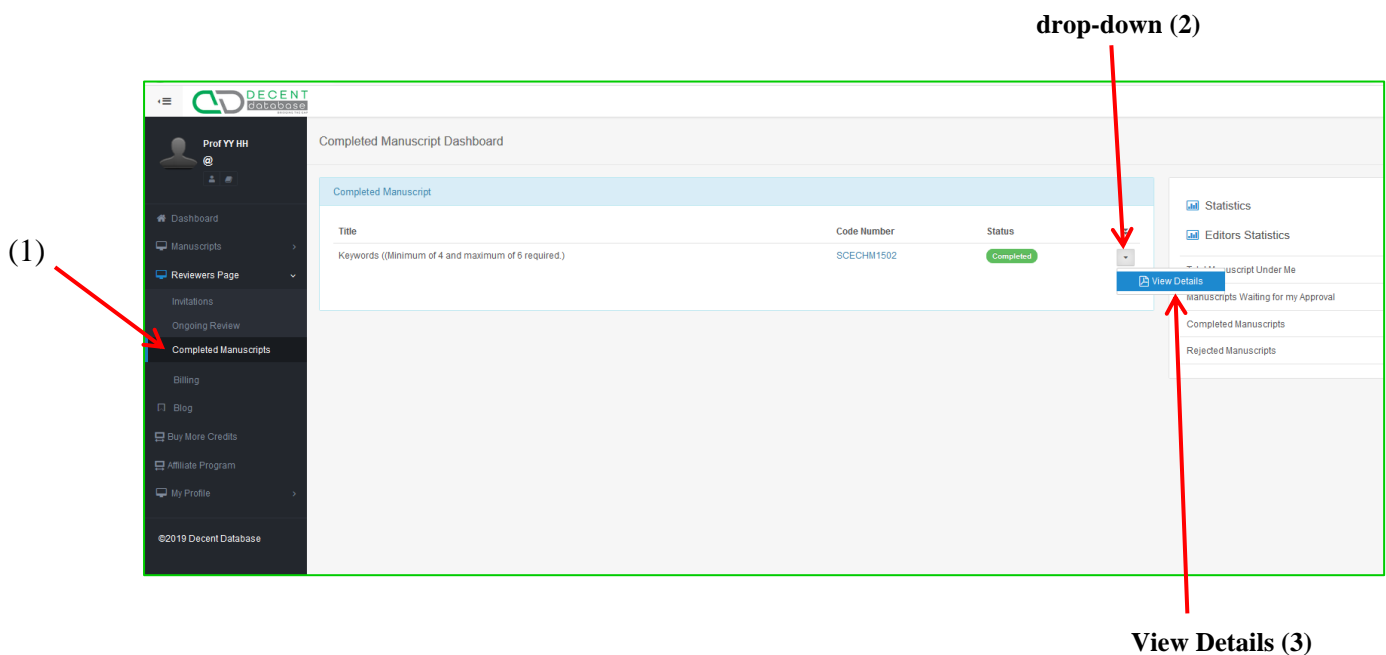 drop-down (2)
DECENT
database
Prof YY HH
@
Completed Manuscript Dashboard
Completed Manuscript
Statistics
Dashboard
Title
Code Number
Status
Editors Statistics
(1)
Manuscripts
Keywords ((Minimum of 4 and maximum of 6 required.)
SCECHM1502
Completed
Reviewers Page
Manuscript Under Me
View Details
Invitations
Manuscripts Waiting for my Approval
Ongoing Review
Completed Manuscripts
Completed Manuscripts
Rejected Manuscripts
Billing
Blog
Buy More Credits
Affiliate Program
My Profile
©2019 Decent Database
View Details (3)